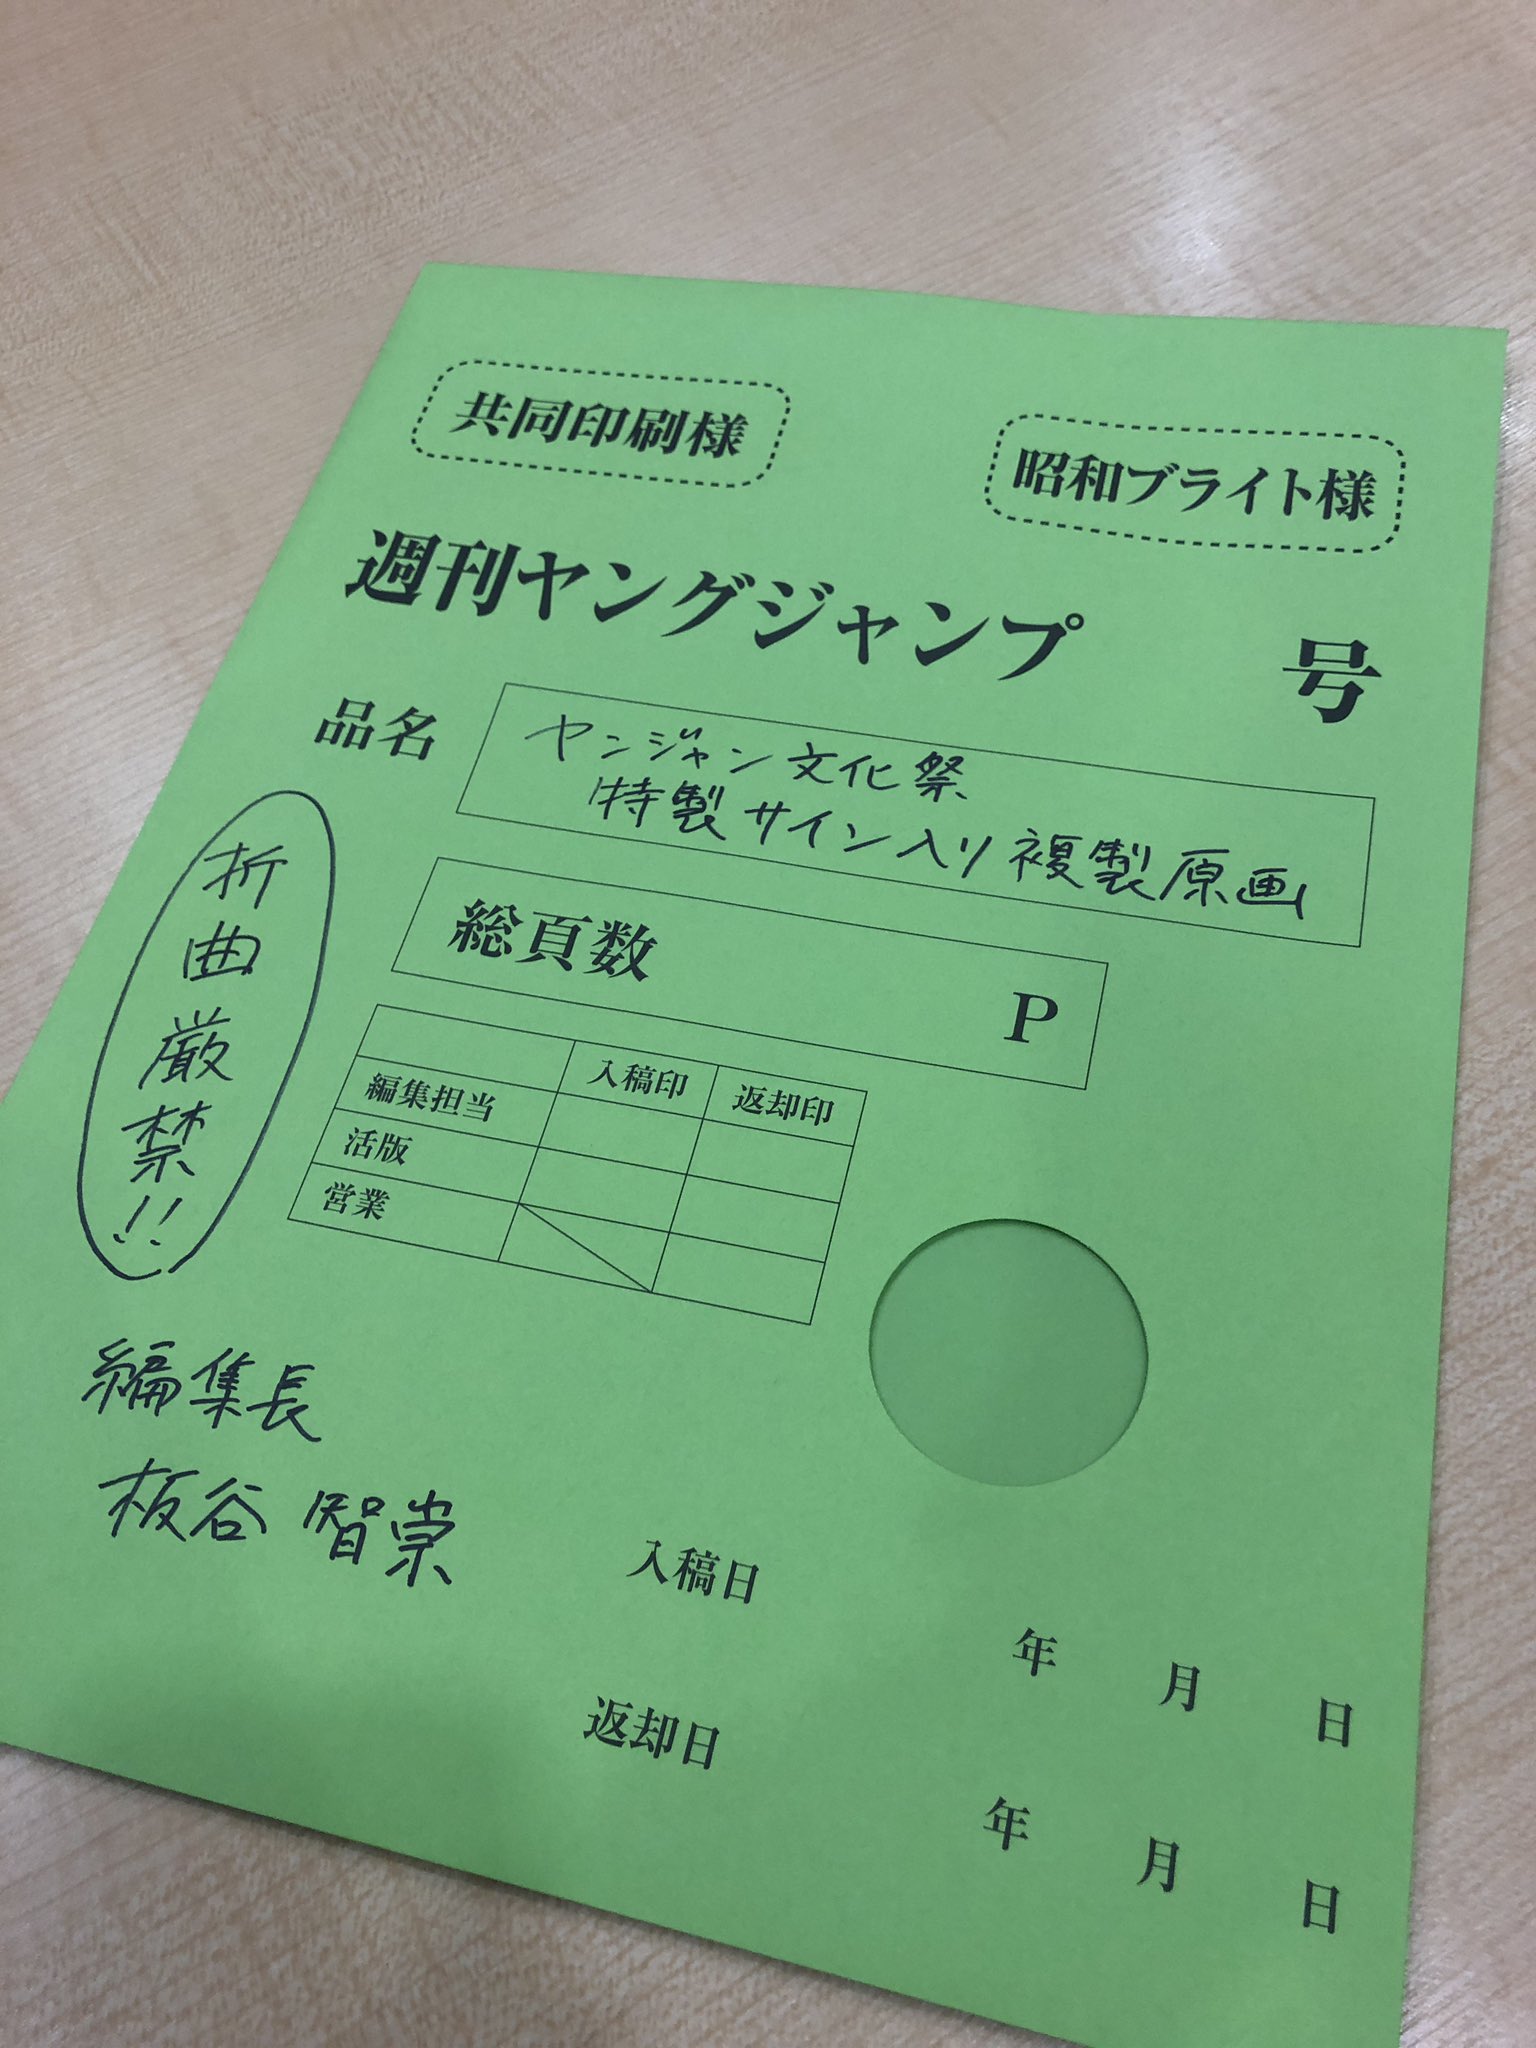 共同印刷様
昭和ブライト様
週刊ヤングジャンプ 号
品名
ヤンジャン文化祭
特製サイン入り複製原画
折曲厳禁!!
総頁数 P
入稿印 返却印
編集担当
活版
営業
編集長
板谷 智崇
入稿日 年 月 日
返却日 年 月 日